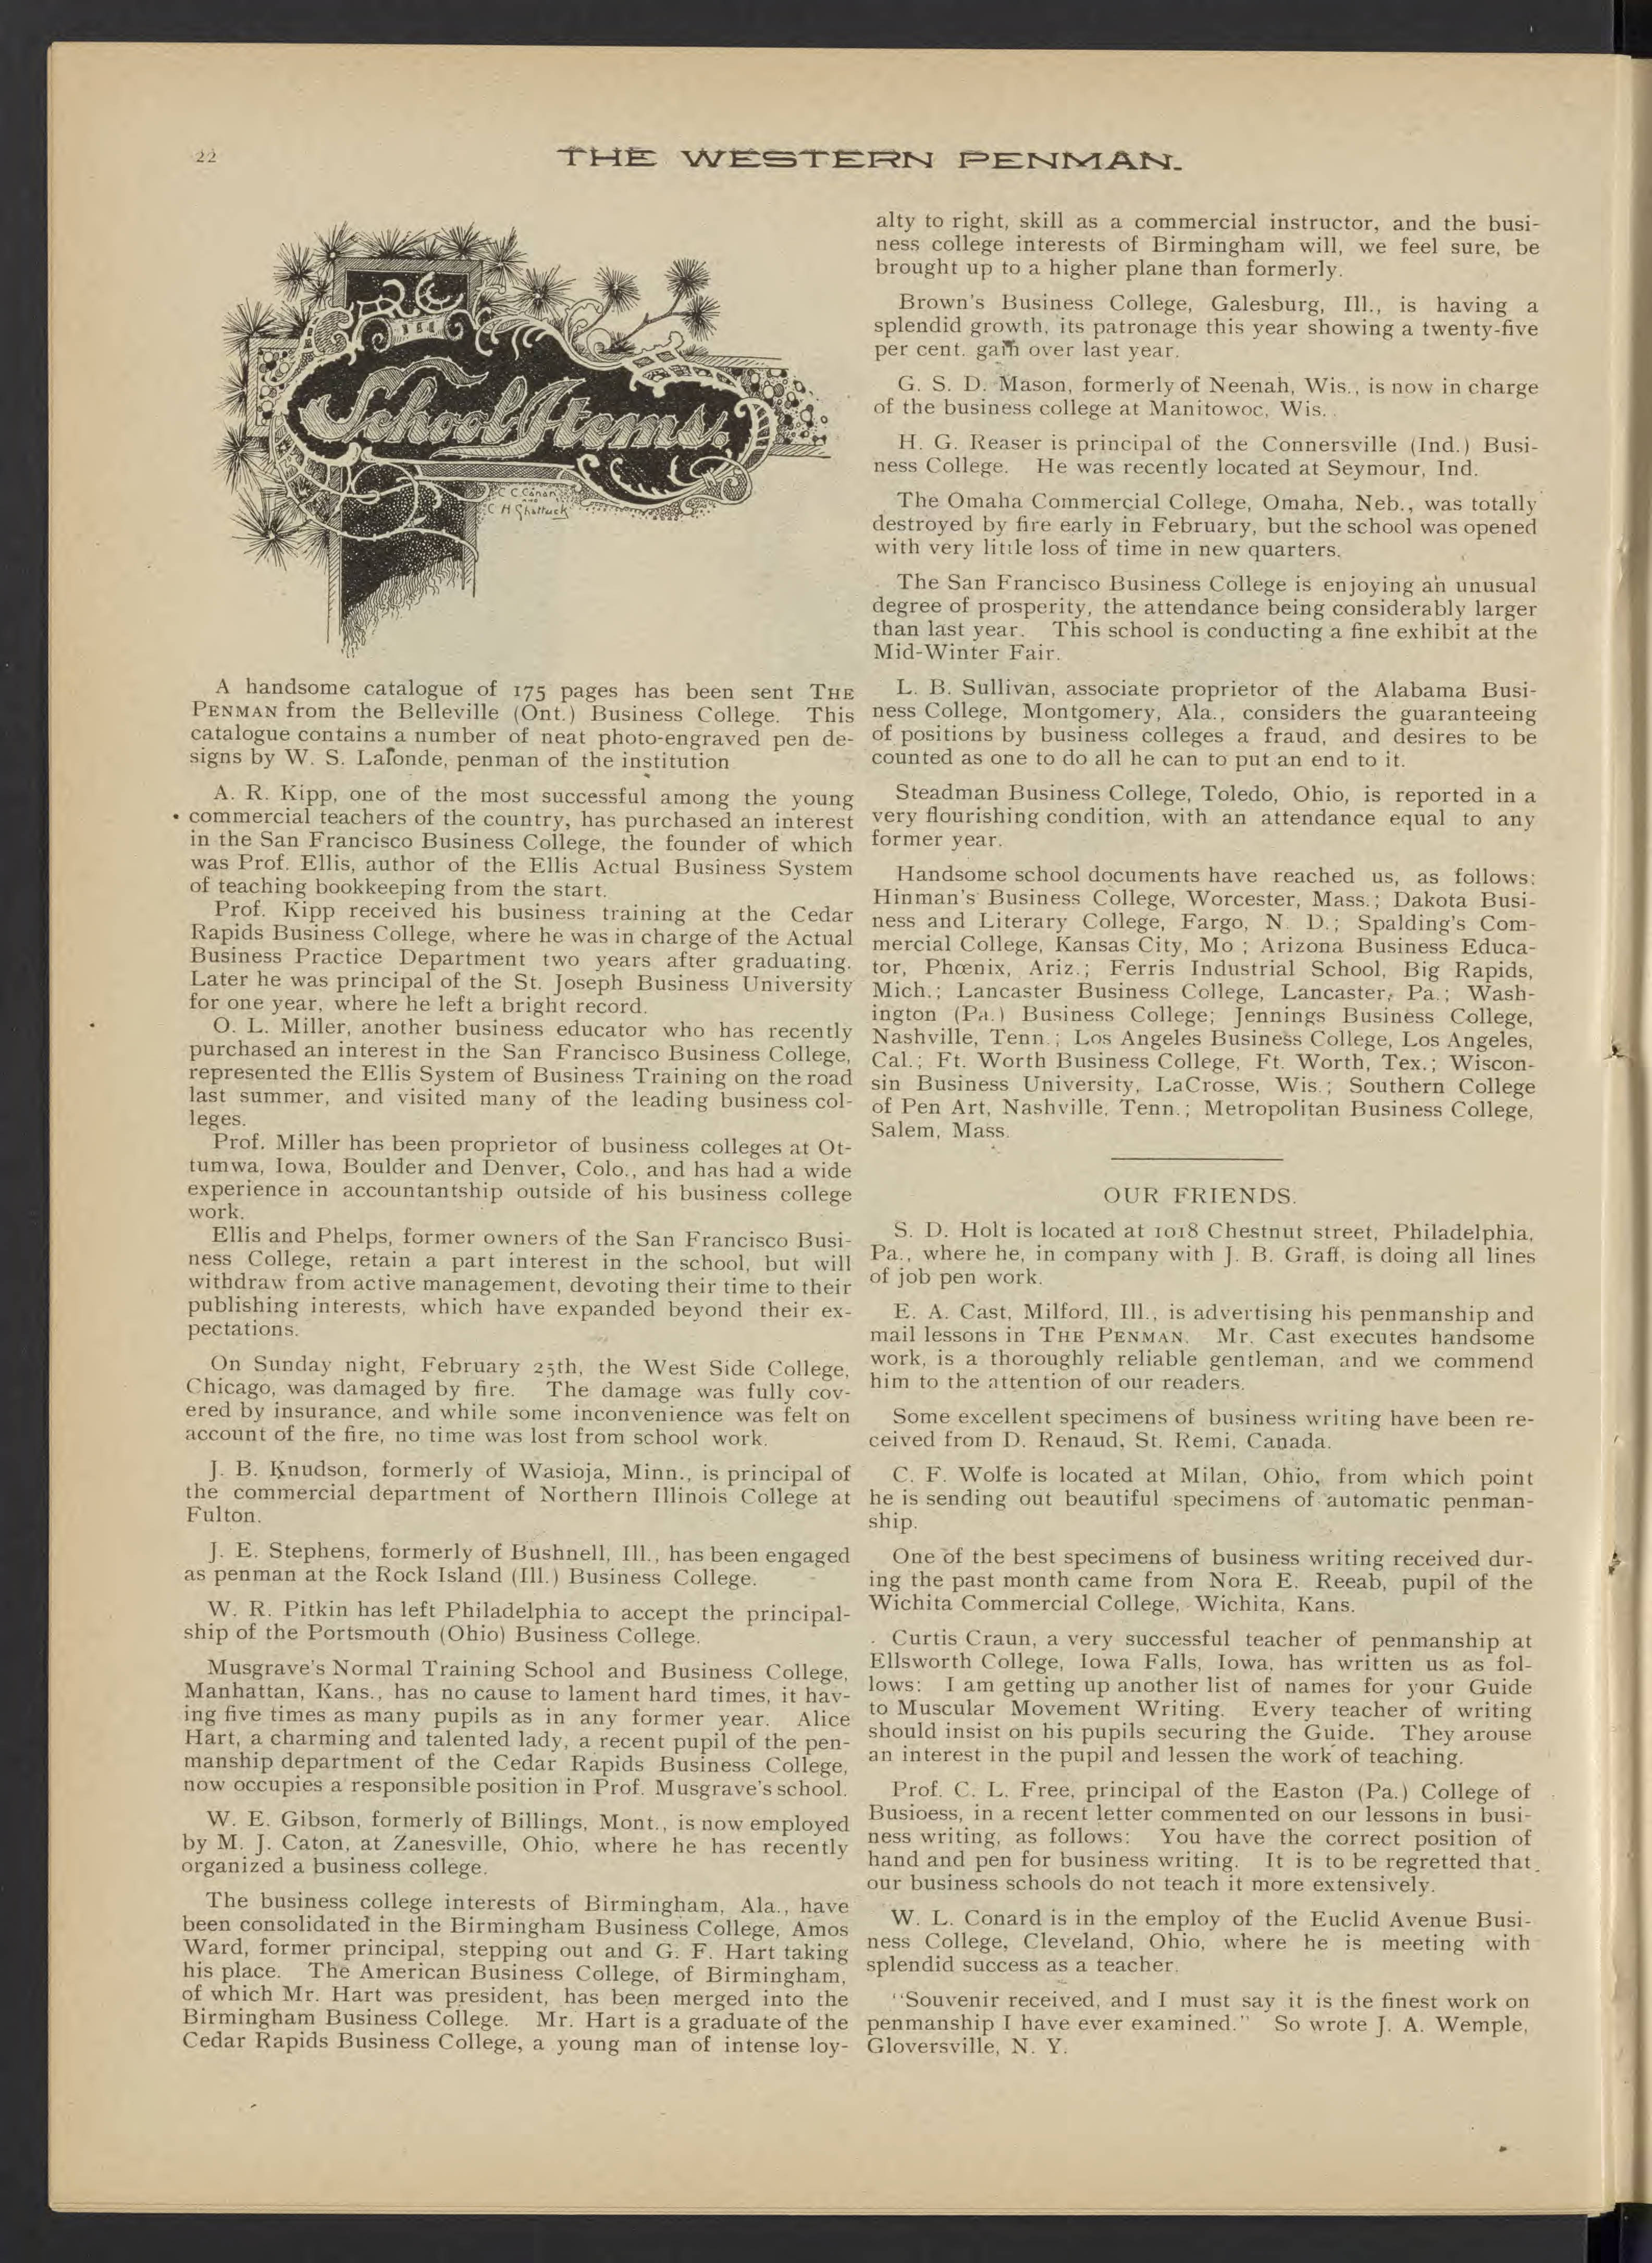 22
THE WESTERN PENMAN.
School Items.
C. C. Canan
AND
C H Shattuck
A handsome catalogue of 175 pages has been sent THE
PENMAN from the Belleville (Ont.) Business College. This
catalogue contains a number of neat photo-engraved pen de-
signs by W. S. Lafonde, penman of the institution
A. R. Kipp, one of the most successful among the young
commercial teachers of the country, has purchased an interest
in the San Francisco Business College, the founder of which
was Prof. Ellis, author of the Ellis Actual Business System
of teaching bookkeeping from the start.
Prof. Kipp received his business training at the Cedar
Rapids Business College, where he was in charge of the Actual
Business Practice Department two years after graduating.
Later he was principal of the St. Joseph Business University
for one year, where he left a bright record.
O. L. Miller, another business educator who has recently
purchased an interest in the San Francisco Business College,
represented the Ellis System of Business Training on the road
last summer, and visited many of the leading business col-
leges.
Prof. Miller has been proprietor of business colleges at Ot-
tumwa, Iowa, Boulder and Denver, Colo., and has had a wide
experience in accountantship outside of his business college
work.
Ellis and Phelps, former owners of the San Francisco Busi-
ness College, retain a part interest in the school, but will
withdraw from active management, devoting their time to their
publishing interests, which have expanded beyond their ex-
pectations.
On Sunday night, February 25th, the West Side College,
Chicago, was damaged by fire. The damage was fully cov-
ered by insurance, and while some inconvenience was felt on
account of the fire, no time was lost from school work.
J. B. Knudson, formerly of Wasioja, Minn., is principal of
the commercial department of Northern Illinois College at
Fulton.
J. E. Stephens, formerly of Bushnell, Ill., has been engaged
as penman at the Rock Island (Ill.) Business College.
W. R. Pitkin has left Philadelphia to accept the principal-
ship of the Portsmouth (Ohio) Business College.
Musgrave's Normal Training School and Business College,
Manhattan, Kans., has no cause to lament hard times, it hav-
ing five times as many pupils as in any former year. Alice
Hart, a charming and talented lady, a recent pupil of the pen-
manship department of the Cedar Rapids Business College,
now occupies a responsible position in Prof. Musgrave's school.
W. E. Gibson, formerly of Billings, Mont., is now employed
by M. J. Caton, at Zanesville, Ohio, where he has recently
organized a business college.
The business college interests of Birmingham, Ala., have
been consolidated in the Birmingham Business College, Amos
Ward, former principal, stepping out and G. F. Hart taking
his place. The American Business College, of Birmingham,
of which Mr. Hart was president, has been merged into the
Birmingham Business College. Mr. Hart is a graduate of the
Cedar Rapids Business College, a young man of intense loy-
alty to right, skill as a commercial instructor, and the busi-
ness college interests of Birmingham will, we feel sure, be
brought up to a higher plane than formerly.
Brown's Business College, Galesburg, Ill., is having a
splendid growth, its patronage this year showing a twenty-five
per cent. gain over last year.
G. S. D. Mason, formerly of Neenah, Wis., is now in charge
of the business college at Manitowoc, Wis.
H. G. Reaser is principal of the Connersville (Ind.) Busi-
ness College. He was recently located at Seymour, Ind.
The Omaha Commercial College, Omaha, Neb., was totally
destroyed by fire early in February, but the school was opened
with very little loss of time in new quarters.
The San Francisco Business College is enjoying an unusual
degree of prosperity, the attendance being considerably larger
than last year. This school is conducting a fine exhibit at the
Mid-Winter Fair.
L. B. Sullivan, associate proprietor of the Alabama Busi-
ness College, Montgomery, Ala., considers the guaranteeing
of positions by business colleges a fraud, and desires to be
counted as one to do all he can to put an end to it.
Steadman Business College, Toledo, Ohio, is reported in a
very flourishing condition, with an attendance equal to any
former year.
Handsome school documents have reached us, as follows:
Hinman's Business College, Worcester, Mass.; Dakota Busi-
ness and Literary College, Fargo, N. D.; Spalding's Com-
mercial College, Kansas City, Mo ; Arizona Business Educa-
tor, Phœnix, Ariz.; Ferris Industrial School, Big Rapids,
Mich.; Lancaster Business College, Lancaster, Pa.; Wash-
ington (Pa.) Business College; Jennings Business College,
Nashville, Tenn.; Los Angeles Business College, Los Angeles,
Cal.; Ft. Worth Business College, Ft. Worth, Tex.; Wiscon-
sin Business University, LaCrosse, Wis.; Southern College
of Pen Art, Nashville, Tenn.; Metropolitan Business College,
Salem, Mass.
OUR FRIENDS.
S. D. Holt is located at 1018 Chestnut street, Philadelphia,
Pa., where he, in company with J. B. Graff, is doing all lines
of job pen work.
E. A. Cast, Milford, Ill., is advertising his penmanship and
mail lessons in THE PENMAN. Mr. Cast executes handsome
work, is a thoroughly reliable gentleman, and we commend
him to the attention of our readers.
Some excellent specimens of business writing have been re-
ceived from D. Renaud, St. Remi, Canada.
C. F. Wolfe is located at Milan, Ohio, from which point
he is sending out beautiful specimens of automatic penman-
ship.
One of the best specimens of business writing received dur-
ing the past month came from Nora E. Reeab, pupil of the
Wichita Commercial College, Wichita, Kans.
Curtis Craun, a very successful teacher of penmanship at
Ellsworth College, Iowa Falls, Iowa, has written us as fol-
lows: I am getting up another list of names for your Guide
to Muscular Movement Writing. Every teacher of writing
should insist on his pupils securing the Guide. They arouse
an interest in the pupil and lessen the work of teaching.
Prof. C. L. Free, principal of the Easton (Pa.) College of
Busioess, in a recent letter commented on our lessons in busi-
ness writing, as follows: You have the correct position of
hand and pen for business writing. It is to be regretted that
our business schools do not teach it more extensively.
W. L. Conard is in the employ of the Euclid Avenue Busi-
ness College, Cleveland, Ohio, where he is meeting with
splendid success as a teacher.
"Souvenir received, and I must say it is the finest work on
penmanship I have ever examined." So wrote J. A. Wemple,
Gloversville, N. Y.